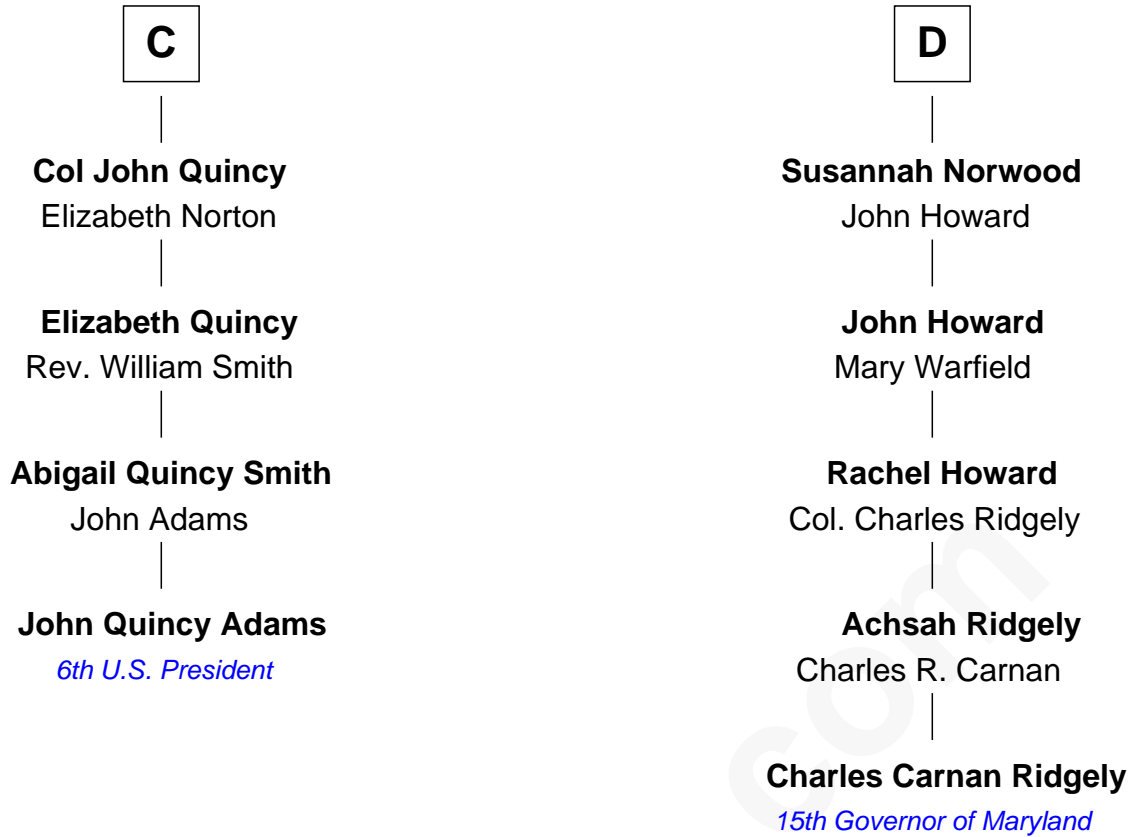 C
Col John Quincy
Elizabeth Norton
Elizabeth Quincy
Rev. William Smith
Abigail Quincy Smith
John Adams
John Quincy Adams
6th U.S. President
D
Susannah Norwood
John Howard
John Howard
Mary Warfield
Rachel Howard
Col. Charles Ridgely
Achsah Ridgely
Charles R. Carnan
Charles Carnan Ridgely
15th Governor of Maryland
com